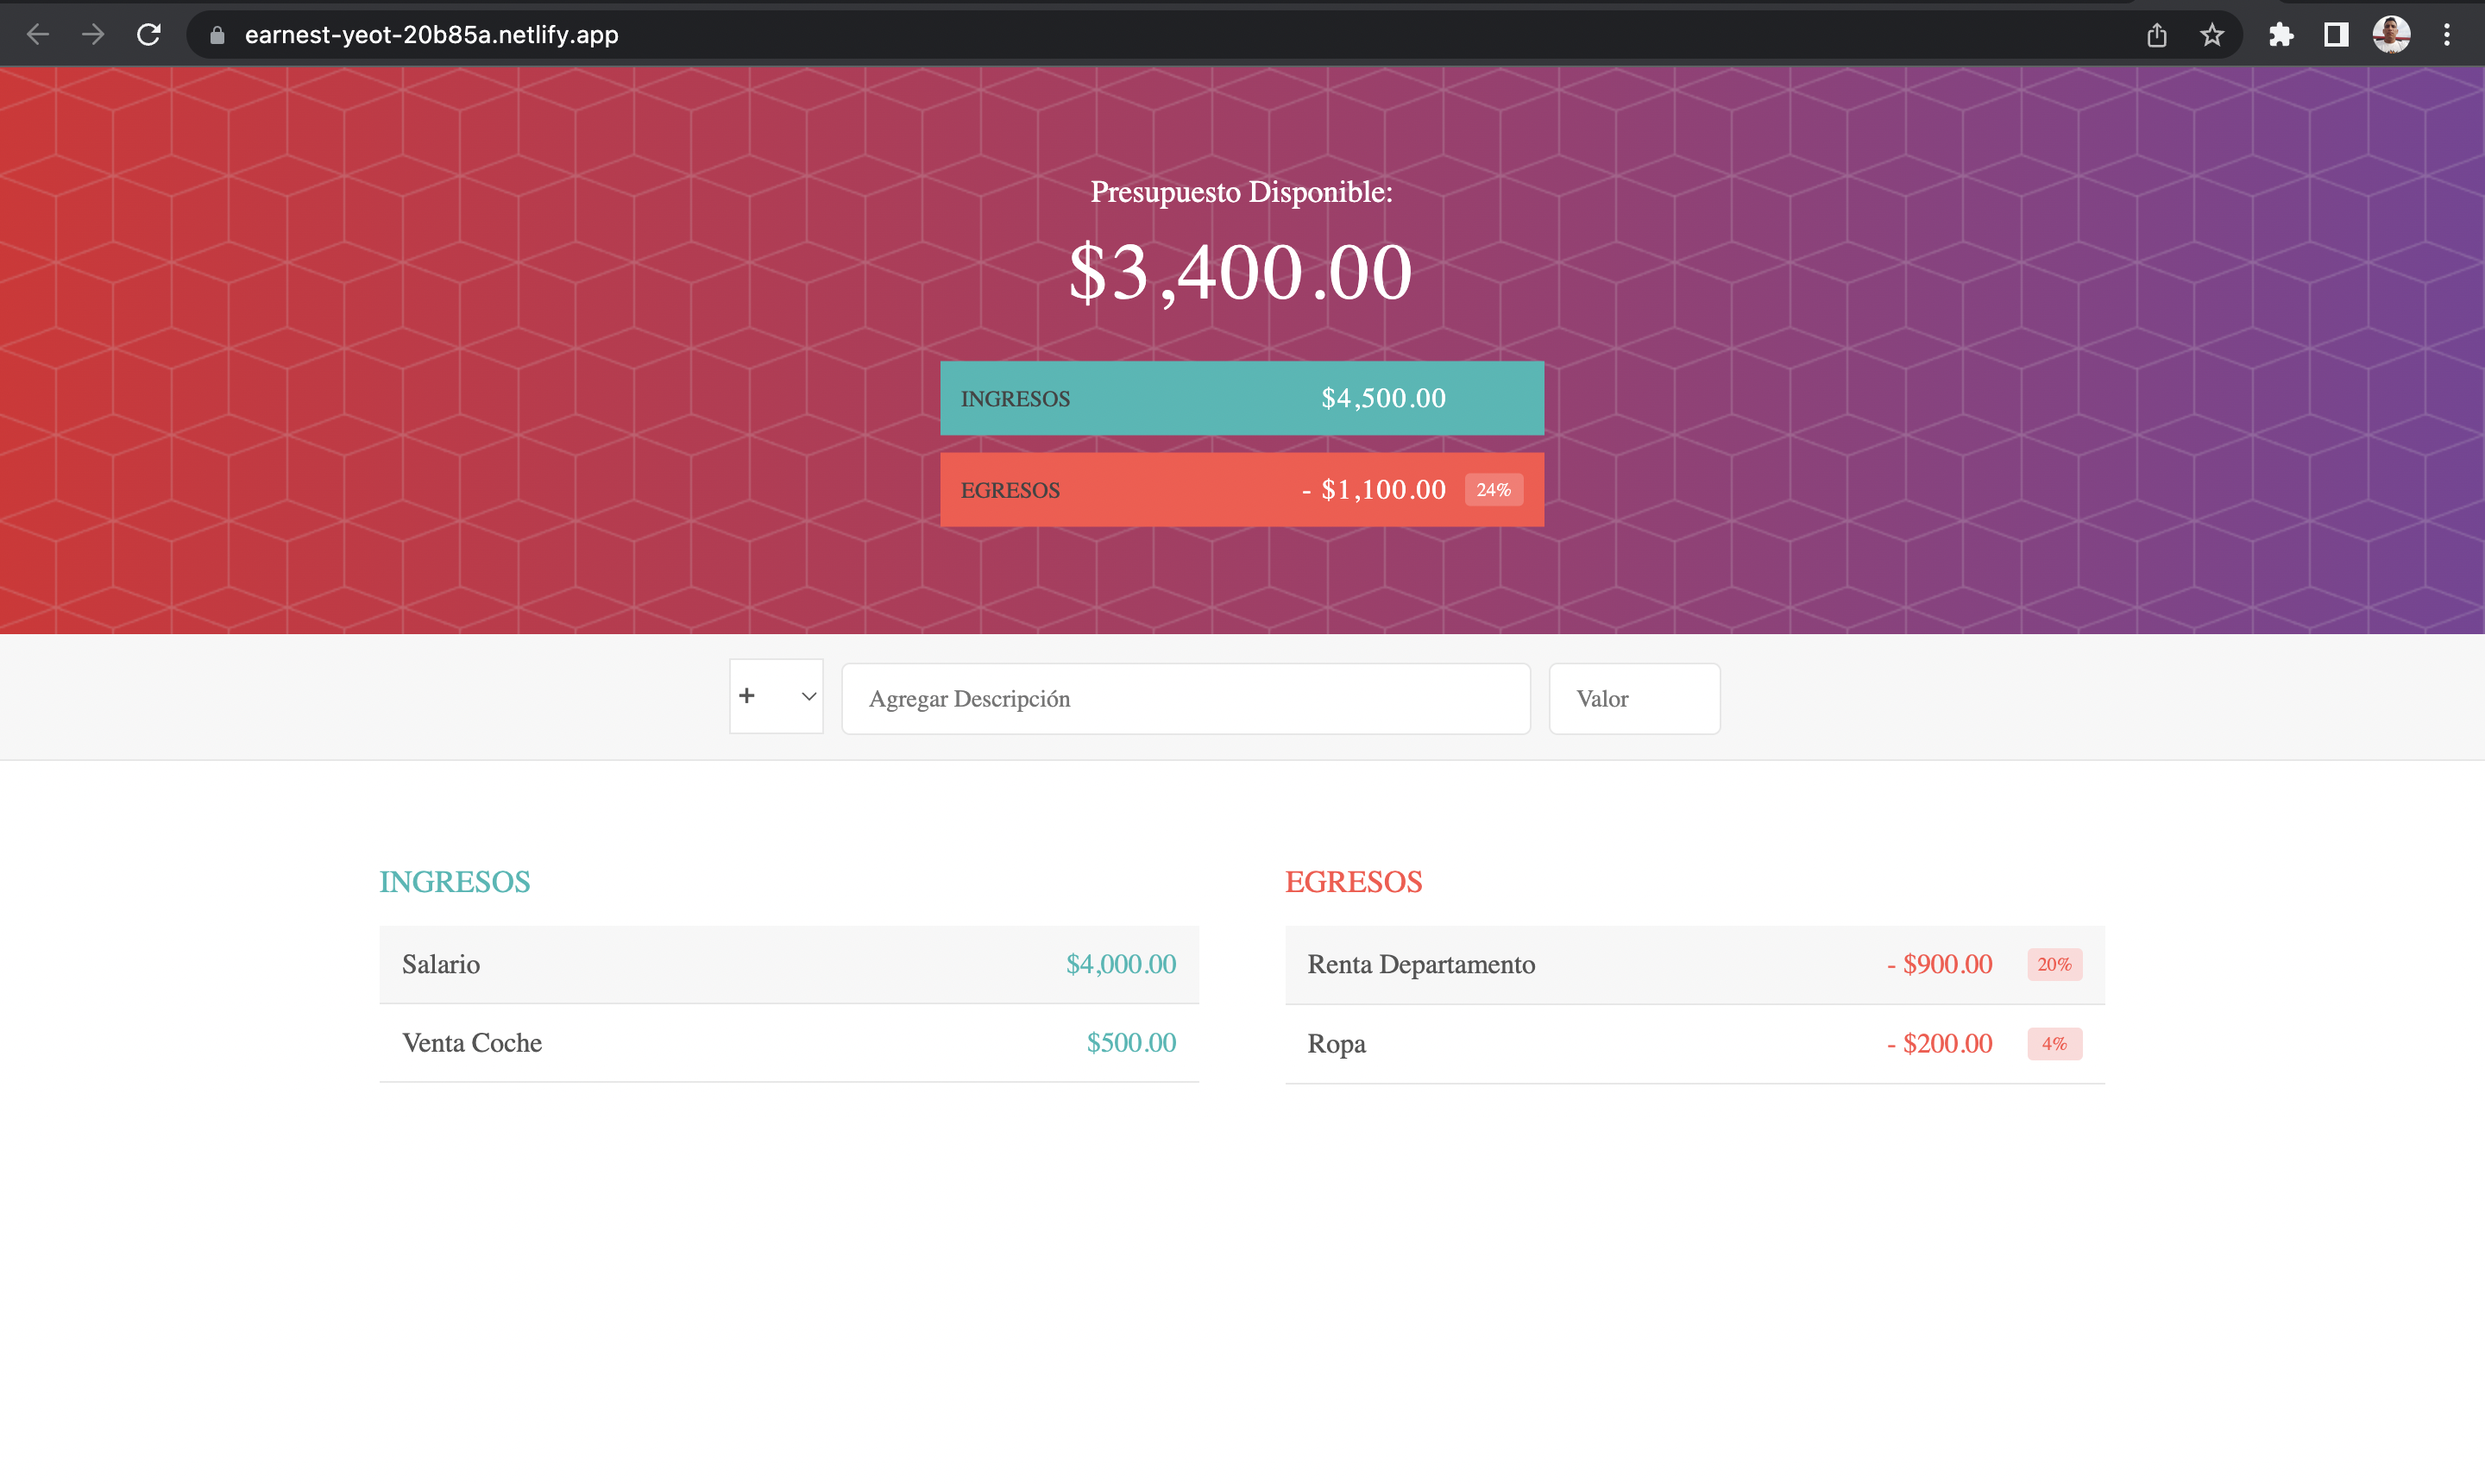 earnest-yeot-20b85a.netlify.app
Presupuesto Disponible:
$3,400.00
INGRESOS $4,500.00
EGRESOS - $1,100.00 24%
+ Agregar Descripción Valor
INGRESOS
Salario $4,000.00
Venta Coche $500.00
EGRESOS
Renta Departamento - $900.00 20%
Ropa - $200.00 4%